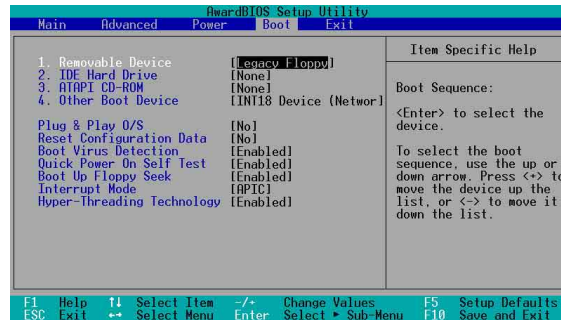 AwardBIOS Setup Utility
Main Advanced Power Boot Exit
Item Specific Help
1. Removable Device [Legacy Floppy]
2. IDE Hard Drive [None]
3. ATAPI CD-ROM [None]
4. Other Boot Device [INT18 Device (Networ]
Plug & Play O/S [No]
Reset Configuration Data [No]
Boot Virus Detection [Enabled]
Quick Power On Self Test [Enabled]
Boot Up Floppy Seek [Enabled]
Interrupt Mode [APIC]
Hyper-Threading Technology [Enabled]
Boot Sequence:
<Enter> to select the
device.
To select the boot
sequence, use the up or
down arrow. Press <+> to
move the device up the
list, or <-> to move it
down the list.
F1 Help ↑↓ Select Item -/+ Change Values F5 Setup Defaults
ESC Exit ←→ Select Menu Enter Select ► Sub-Menu F10 Save and Exit